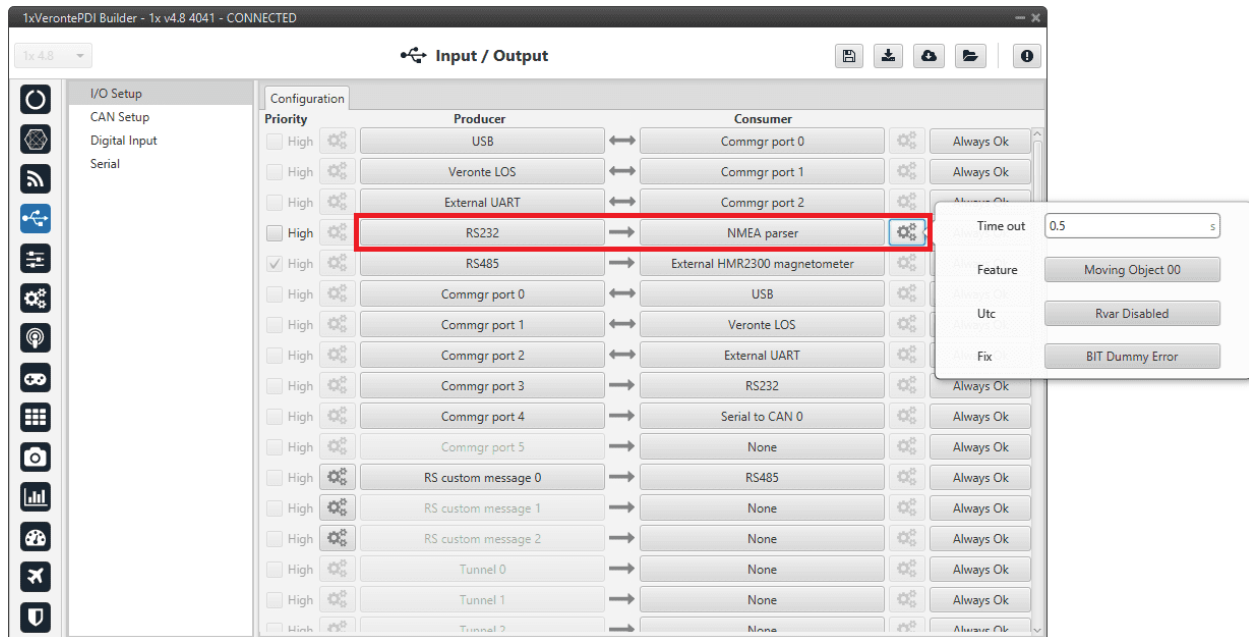 1xVerontePDI Builder - 1x v4.8 4041 - CONNECTED
1x 4.8
Input / Output
I/O Setup
CAN Setup
Digital Input
Serial
Configuration
Priority Producer Consumer
High USB Commgr port 0 Always Ok
High Veronte LOS Commgr port 1 Always Ok
High External UART Commgr port 2 Always Ok
High RS232 NMEA parser
High RS485 External HMR2300 magnetometer
High Commgr port 0 USB
High Commgr port 1 Veronte LOS
High Commgr port 2 External UART
High Commgr port 3 RS232 Always Ok
High Commgr port 4 Serial to CAN 0 Always Ok
High Commgr port 5 None Always Ok
High RS custom message 0 RS485 Always Ok
High RS custom message 1 None Always Ok
High RS custom message 2 None Always Ok
High Tunnel 0 None Always Ok
High Tunnel 1 None Always Ok
High Tunnel 2 None Always Ok
Time out 0.5 s
Feature Moving Object 00
Utc Rvar Disabled
Fix BIT Dummy Error